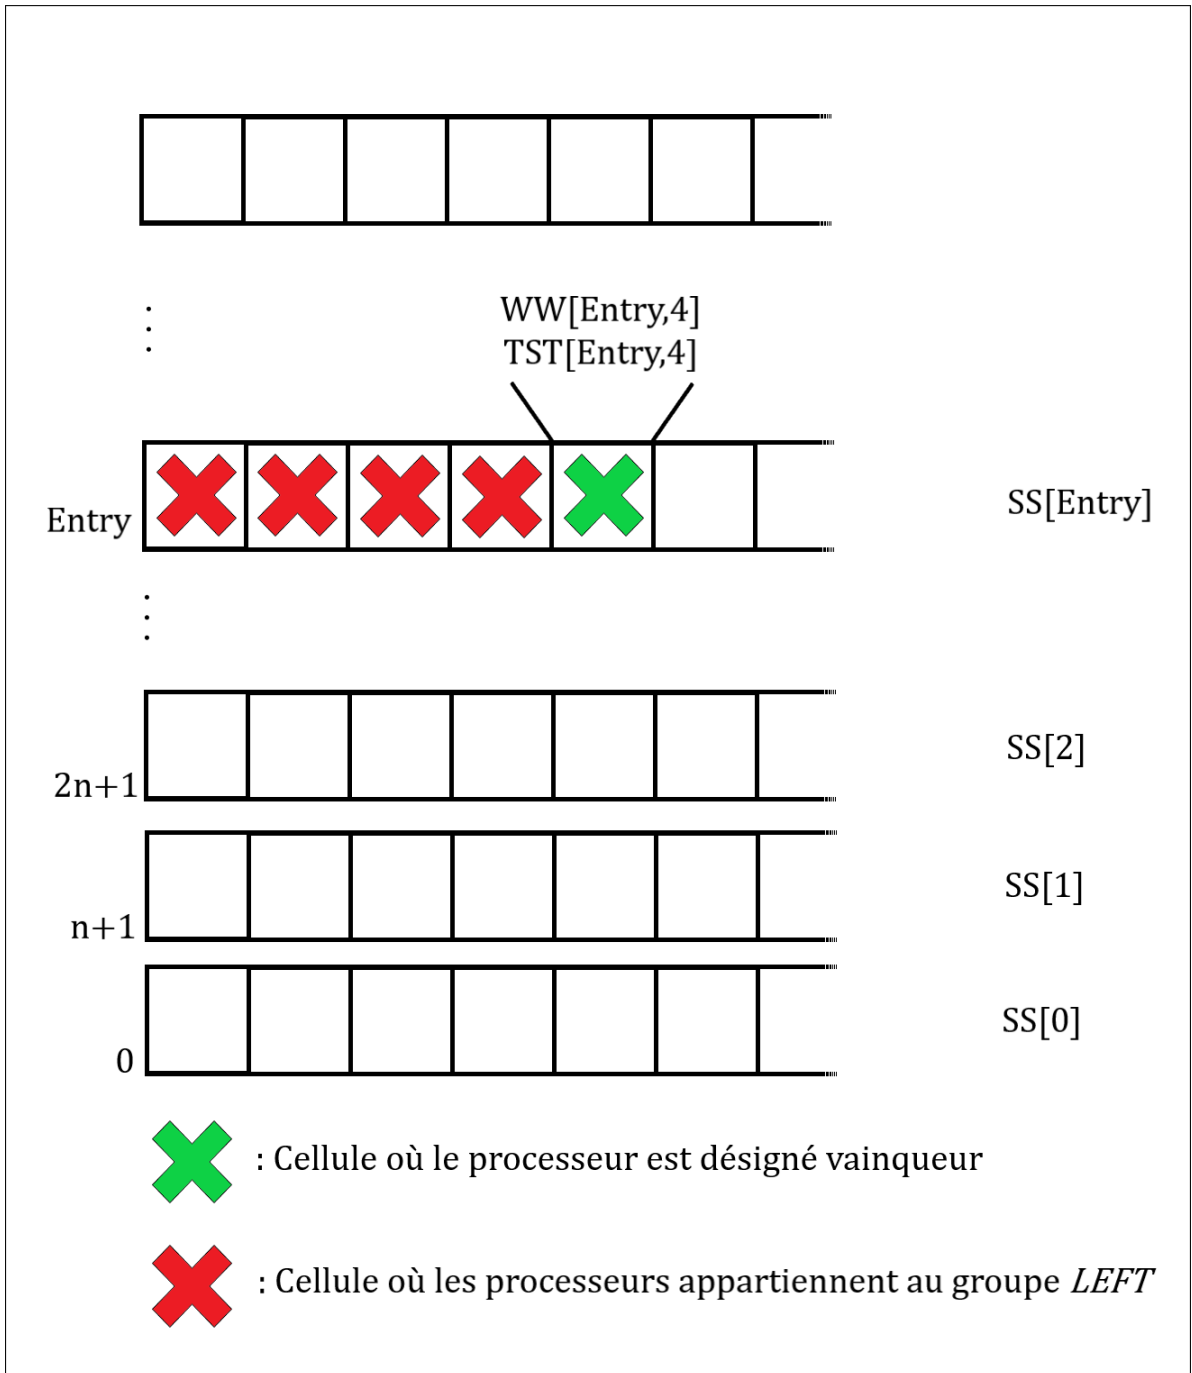 WW[Entry,4]
TST[Entry,4]
Entry
SS[Entry]
2n+1
SS[2]
n+1
SS[1]
0
SS[0]
: Cellule où le processeur est désigné vainqueur
: Cellule où les processeurs appartiennent au groupe LEFT